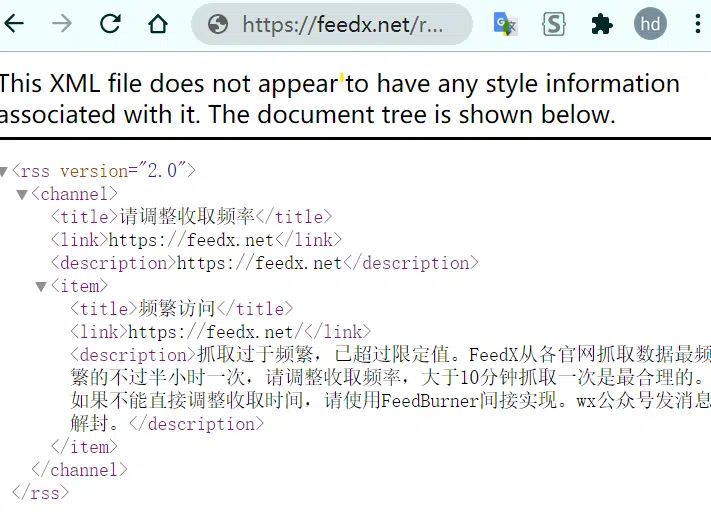 https://feedx.net/r...
hd
This XML file does not appear to have any style information
associated with it. The document tree is shown below.
▼<rss version="2.0">
▼<channel>
<title>请调整收取频率</title>
<link>https://feedx.net</link>
<description>https://feedx.net</description>
▼<item>
<title>频繁访问</title>
<link>https://feedx.net/</link>
<description>抓取过于频繁，已超过限定值。FeedX从各官网抓取数据最频
繁的不过半小时一次，请调整收取频率，大于10分钟抓取一次是最合理的。
如果不能直接调整收取时间，请使用FeedBurner间接实现。wx公众号发消息
解封。</description>
</item>
</channel>
</rss>